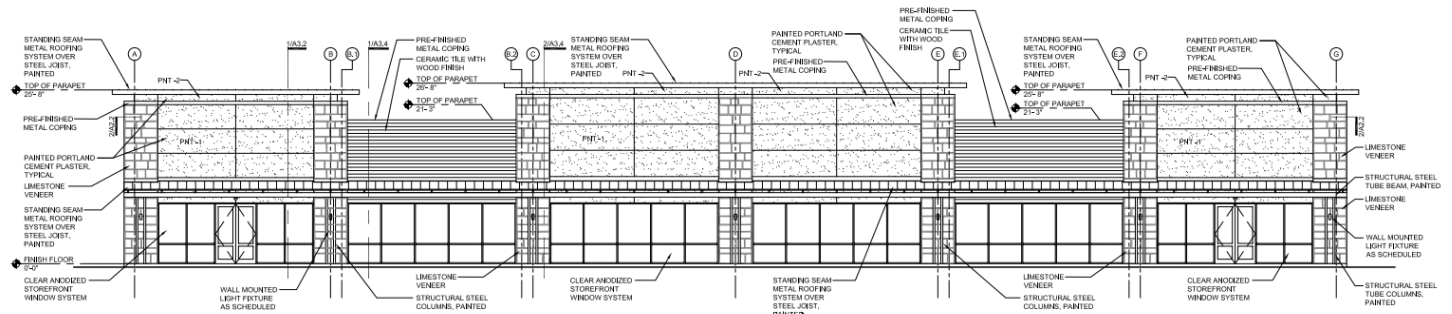 STANDING SEAM
METAL ROOFING
SYSTEM OVER
STEEL JOIST,
PAINTED
A
1/A3.2
B
B.1
1/A3.4
PRE-FINISHED
METAL COPING
CERAMIC TILE WITH
WOOD FINISH
B.2
C
2/A3.4
STANDING SEAM
METAL ROOFING
SYSTEM OVER
STEEL JOIST,
PAINTED
D
PAINTED PORTLAND
CEMENT PLASTER,
TYPICAL
PRE-FINISHED
METAL COPING
PRE-FINISHED
METAL COPING
CERAMIC TILE
WITH WOOD
FINISH
E
E.1
STANDING SEAM
METAL ROOFING
SYSTEM OVER
STEEL JOIST,
PAINTED
E.2
F
PAINTED PORTLAND
CEMENT PLASTER,
TYPICAL
PRE-FINISHED
METAL COPING
G
TOP OF PARAPET
25'- 8"
PNT -2
TOP OF PARAPET
26'- 8"
TOP OF PARAPET
21'- 3"
PNT -2
PNT -2
TOP OF PARAPET
25'- 8"
TOP OF PARAPET
21'- 3"
PNT -2
PRE-FINISHED
METAL COPING
2/A2.2
PNT -1
PNT -1
PNT -1
2/A2.2
PAINTED PORTLAND
CEMENT PLASTER,
TYPICAL
LIMESTONE
VENEER
STANDING SEAM
METAL ROOFING
SYSTEM OVER
STEEL JOIST,
PAINTED
LIMESTONE
VENEER
STRUCTURAL STEEL
TUBE BEAM, PAINTED
LIMESTONE
VENEER
WALL MOUNTED
LIGHT FIXTURE
AS SCHEDULED
FINISH FLOOR
0'-0"
CLEAR ANODIZED
STOREFRONT
WINDOW SYSTEM
WALL MOUNTED
LIGHT FIXTURE
AS SCHEDULED
LIMESTONE
VENEER
STRUCTURAL STEEL
COLUMNS, PAINTED
CLEAR ANODIZED
STOREFRONT
WINDOW SYSTEM
STANDING SEAM
METAL ROOFING
SYSTEM OVER
STEEL JOIST,
PAINTED
LIMESTONE
VENEER
STRUCTURAL STEEL
COLUMNS, PAINTED
CLEAR ANODIZED
STOREFRONT
WINDOW SYSTEM
STRUCTURAL STEEL
TUBE COLUMNS,
PAINTED